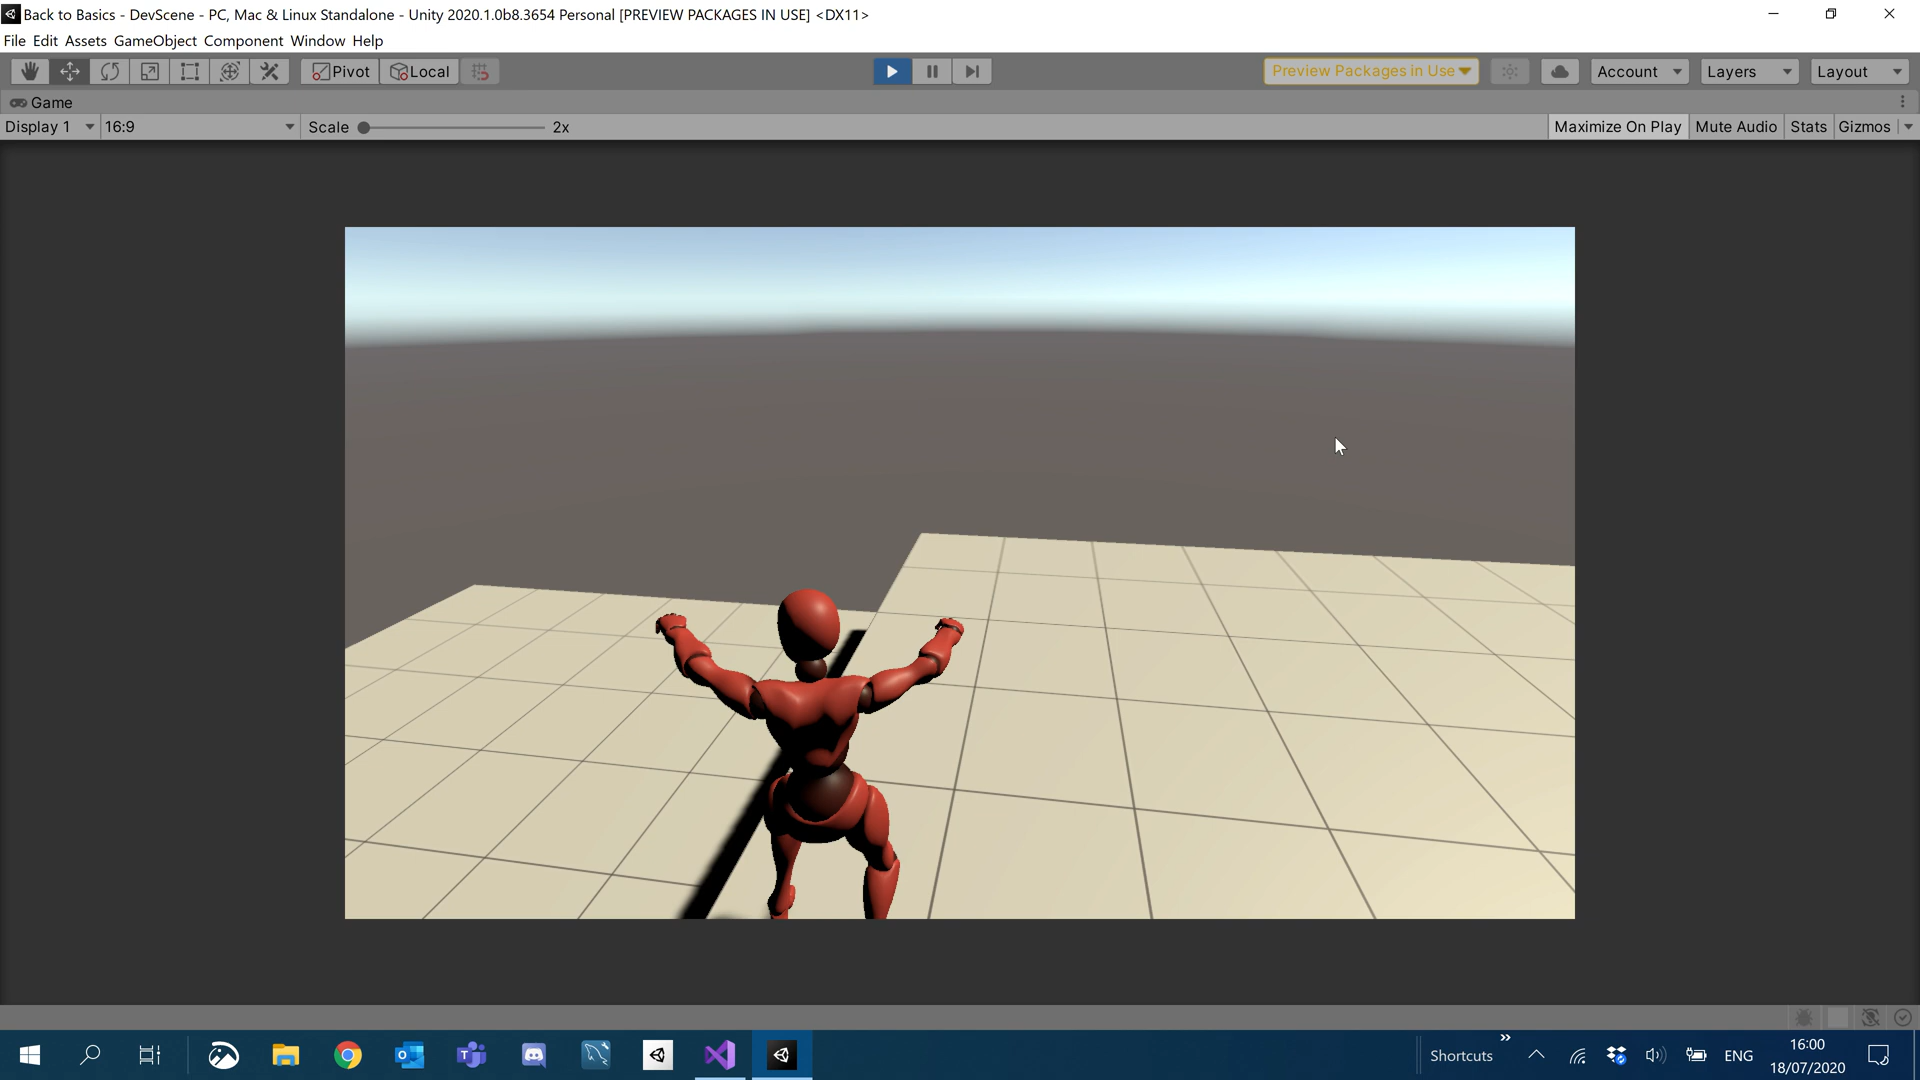 Back to Basics - DevScene - PC, Mac & Linux Standalone - Unity 2020.1.0b8.3654 Personal [PREVIEW PACKAGES IN USE] <DX11>
File Edit Assets GameObject Component Window Help
Pivot Local Preview Packages in Use Account Layers Layout
Game
Display 1 16:9 Scale 2x Maximize On Play Mute Audio Stats Gizmos
Shortcuts ENG 16:00
18/07/2020